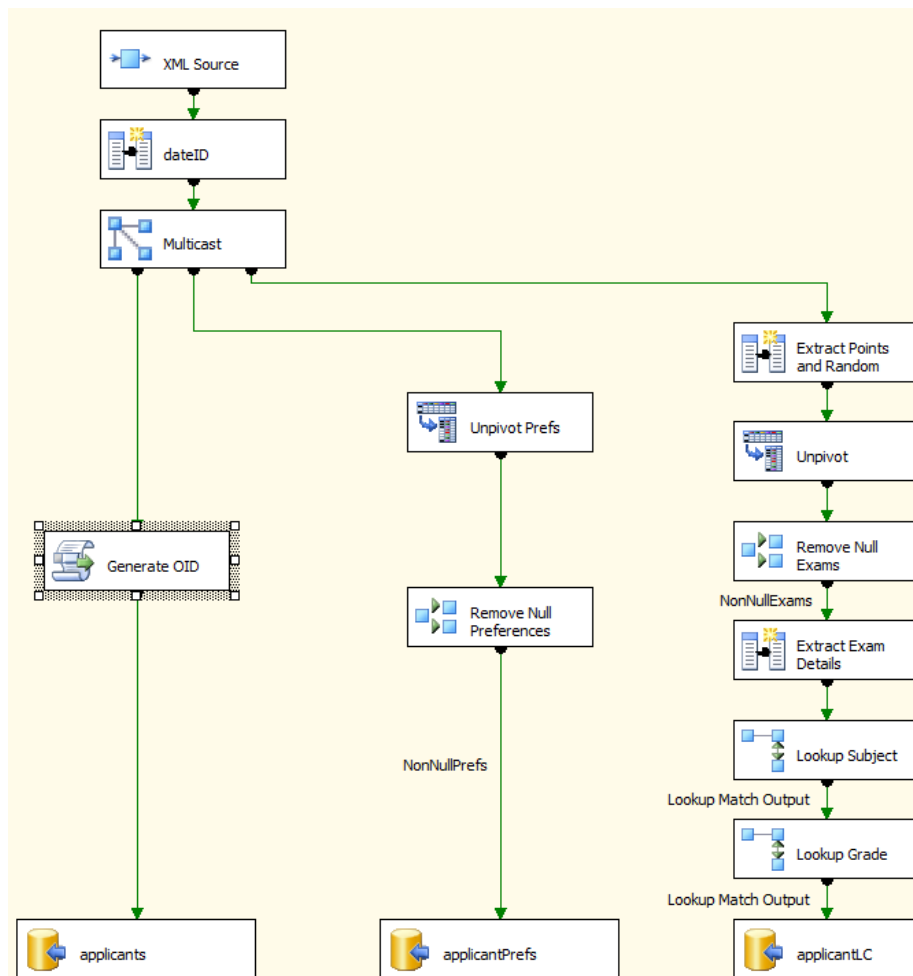 XML Source
dateID
Multicast
Extract Points
and Random
Unpivot Prefs
Unpivot
Generate OID
Remove Null
Exams
NonNullExams
Remove Null
Preferences
Extract Exam
Details
Lookup Subject
NonNullPrefs
Lookup Match Output
Lookup Grade
Lookup Match Output
applicants
applicantPrefs
applicantLC